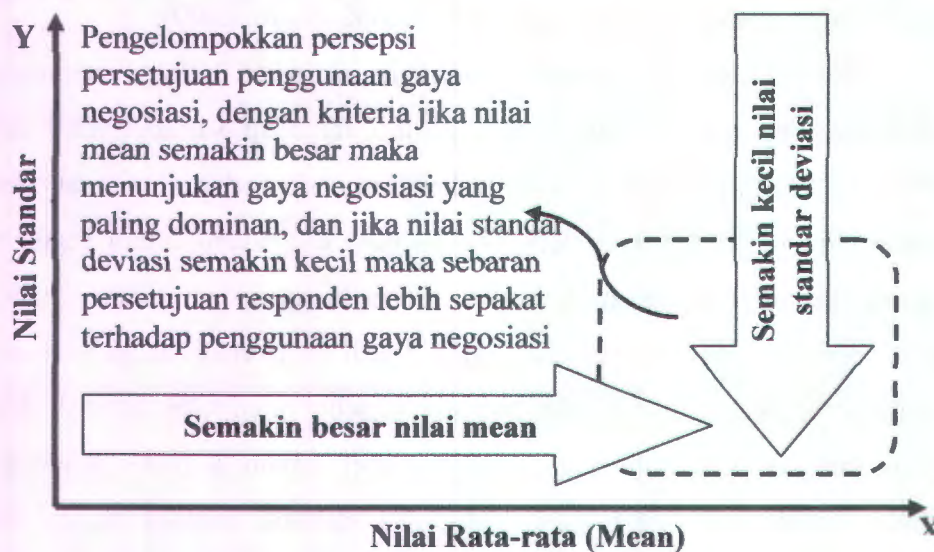 Y
Pengelompokkan persepsi
persetujuan penggunaan gaya
negosiasi, dengan kriteria jika nilai
mean semakin besar maka
menunjukan gaya negosiasi yang
paling dominan, dan jika nilai standar
deviasi semakin kecil maka sebaran
persetujuan responden lebih sepakat
terhadap penggunaan gaya negosiasi
Nilai Standar
Semakin kecil nilai
standar deviasi
Semakin besar nilai mean
Nilai Rata-rata (Mean)
X